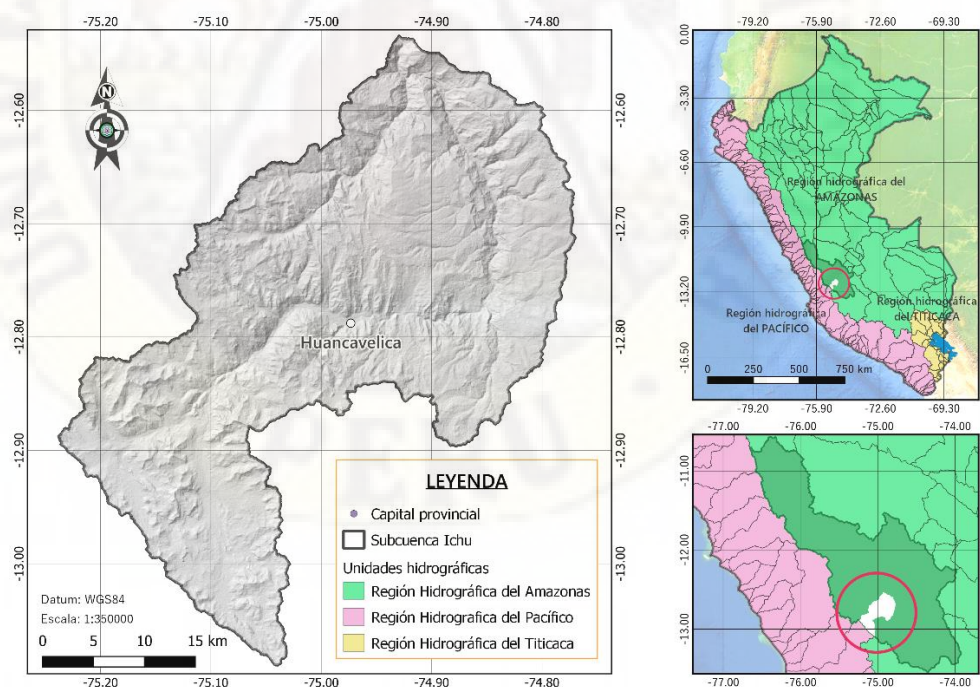 -75.20 -75.10 -75.00 -74.90 -74.80
-12.60
-12.60
-12.70
-12.70
-12.80
-12.80
-12.90
-12.90
-13.00
-13.00
N
Huancavelica
LEYENDA
Capital provincial
Subcuenca Ichu
Unidades hidrográficas
Región Hidrográfica del Amazonas
Región Hidrografica del Pacífico
Región Hidrográfica del Titicaca
Datum: WGS84
Escala: 1:350000
0 5 10 15 km
-75.20 -75.10 -75.00 -74.90 -74.80
-79.20 -75.90 -72.60 -69.30
0.00
-3.30
-6.60
-9.90
-13.20
-16.50
Región hidrográfica del
AMAZONAS
Región hidrográfica
del TITICACA
Región hidrográfica
del PACÍFICO
0 250 500 750 km
-79.20 -75.90 -72.60 -69.30
-77.00 -76.00 -75.00 -74.00
-11.00
-12.00
-13.00
-77.00 -76.00 -75.00 -74.00